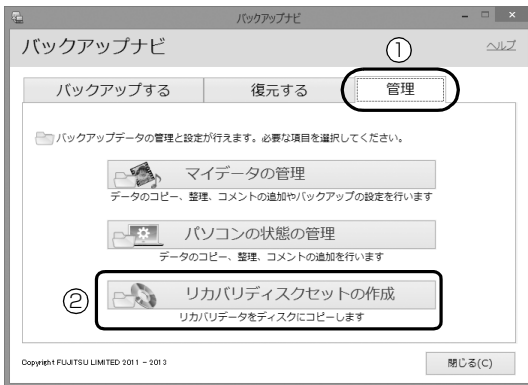 バックアップナビ
バックアップナビ
①
ヘルプ
バックアップする 復元する 管理
バックアップデータの管理と設定が行えます。必要な項目を選択してください。
マイデータの管理
データのコピー、整理、コメントの追加やバックアップの設定を行います
パソコンの状態の管理
データのコピー、整理、コメントの追加を行います
②
リカバリディスクセットの作成
リカバリデータをディスクにコピーします
Copyright FUJITSU LIMITED 2011 - 2013
閉じる(C)